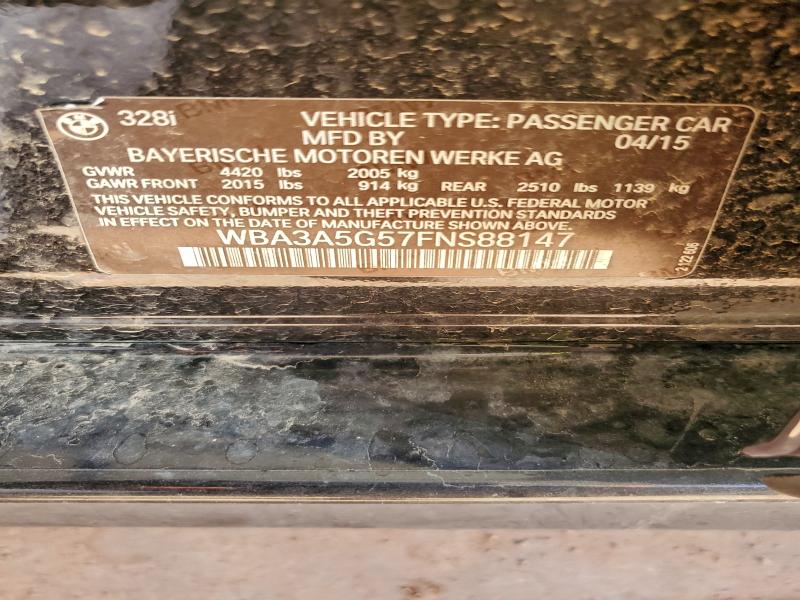 328i VEHICLE TYPE: PASSENGER CAR
MFD BY 04/15
BAYERISCHE MOTOREN WERKE AG
GVWR 4420 lbs 2005 kg
GAWR FRONT 2015 lbs 914 kg REAR 2510 lbs 1139 kg
THIS VEHICLE CONFORMS TO ALL APPLICABLE U.S. FEDERAL MOTOR
VEHICLE SAFETY, BUMPER AND THEFT PREVENTION STANDARDS
IN EFFECT ON THE DATE OF MANUFACTURE SHOWN ABOVE.
WBA3A5G57FNS88147